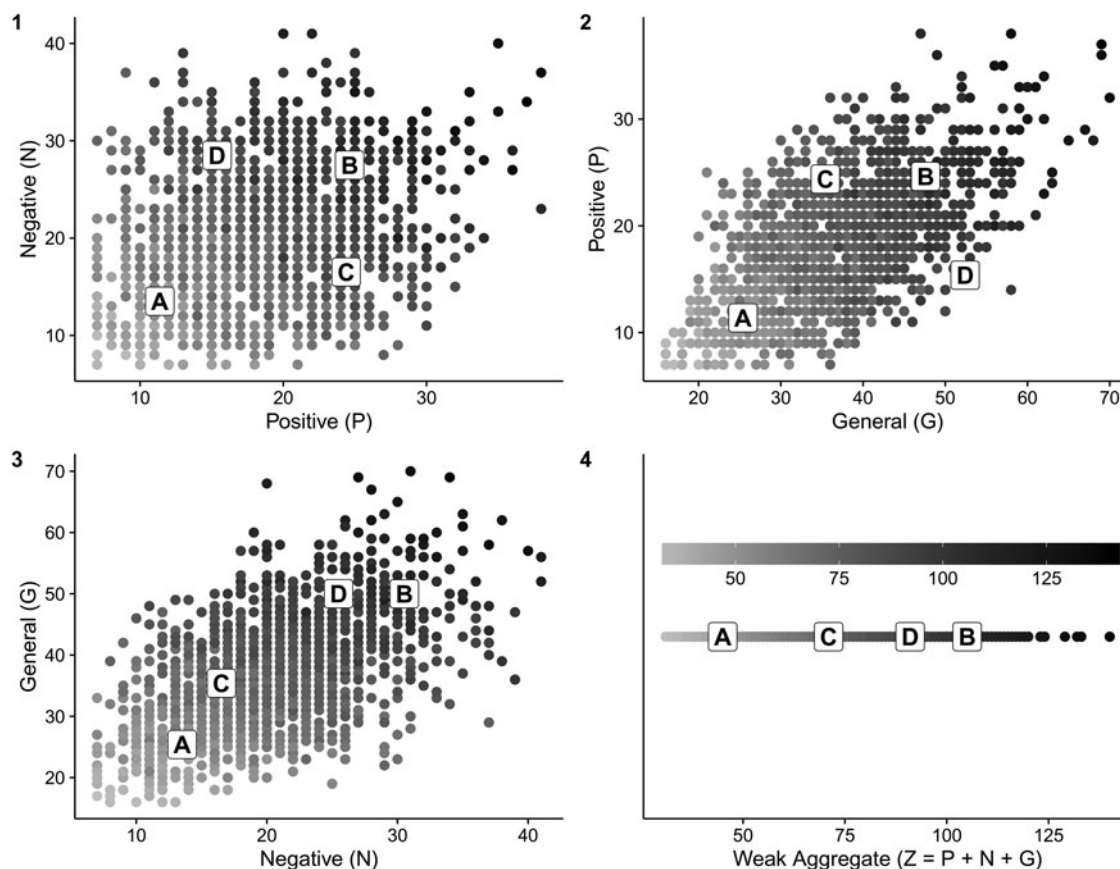 1
40
30
20
10
Negative (N)
D
B
C
A
10 20 30
Positive (P)
2
30
20
10
Positive (P)
C
B
D
A
20 30 40 50 60 70
General (G)
3
70
60
50
40
30
20
General (G)
D B
C
A
10 20 30 40
Negative (N)
4
50 75 100 125
A C D B
50 75 100 125
Weak Aggregate (Z = P + N + G)